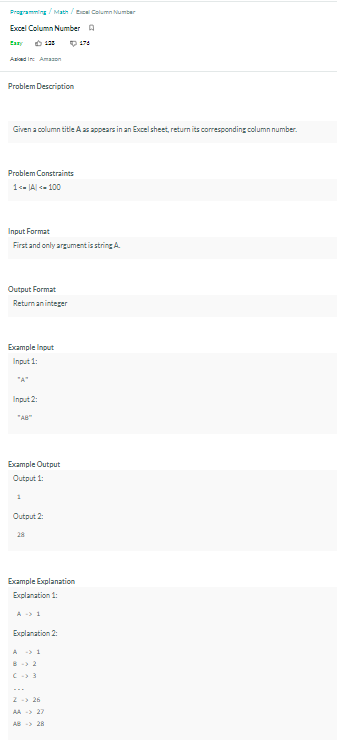 Programming / Math / Excel Column Number
Excel Column Number
Easy 128 176
Asked In: Amazon
Problem Description
Given a column title A as appears in an Excel sheet, return its corresponding column number.
Problem Constraints
1 <= |A| <= 100
Input Format
First and only argument is string A.
Output Format
Return an integer
Example Input
Input 1:
"A"
Input 2:
"AB"
Example Output
Output 1:
1
Output 2:
28
Example Explanation
Explanation 1:
A -> 1
Explanation 2:
A -> 1
B -> 2
C -> 3
...
Z -> 26
AA -> 27
AB -> 28